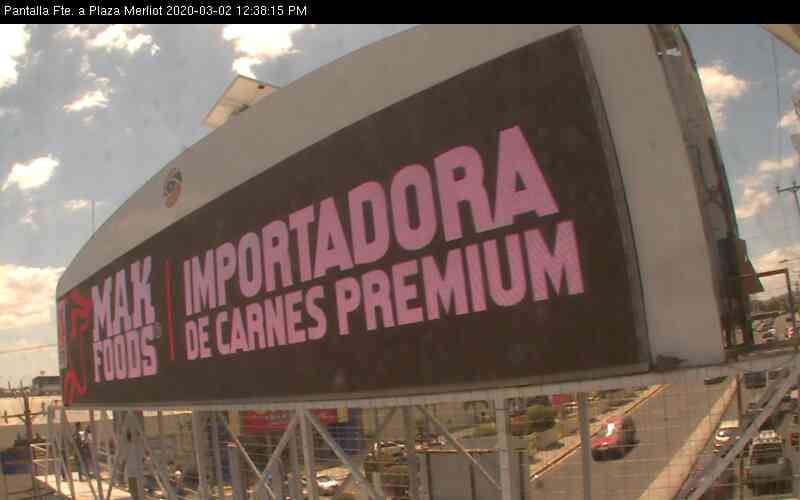 Pantalla Fte. a Plaza Merliot 2020-03-02 12:38:15 PM
MAK
FOODS®
IMPORTADORA
DE CARNES PREMIUM